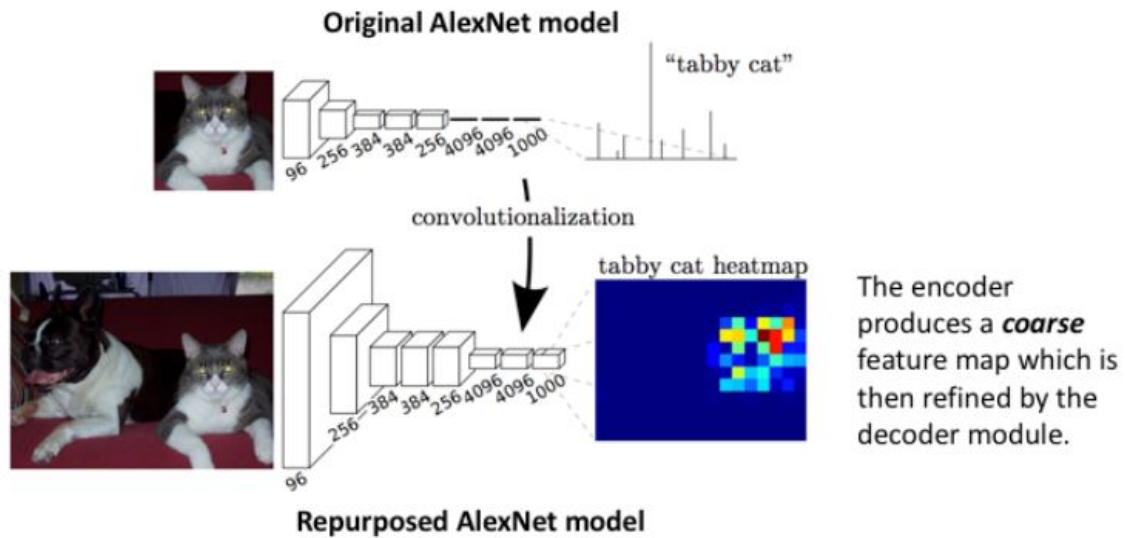 Original AlexNet model
"tabby cat"
96 256 384 384 256 4096 4096 1000
convolutionalization
tabby cat heatmap
96 256 384 384 256 4096 4096 1000
The encoder
produces a coarse
feature map which is
then refined by the
decoder module.
Repurposed AlexNet model